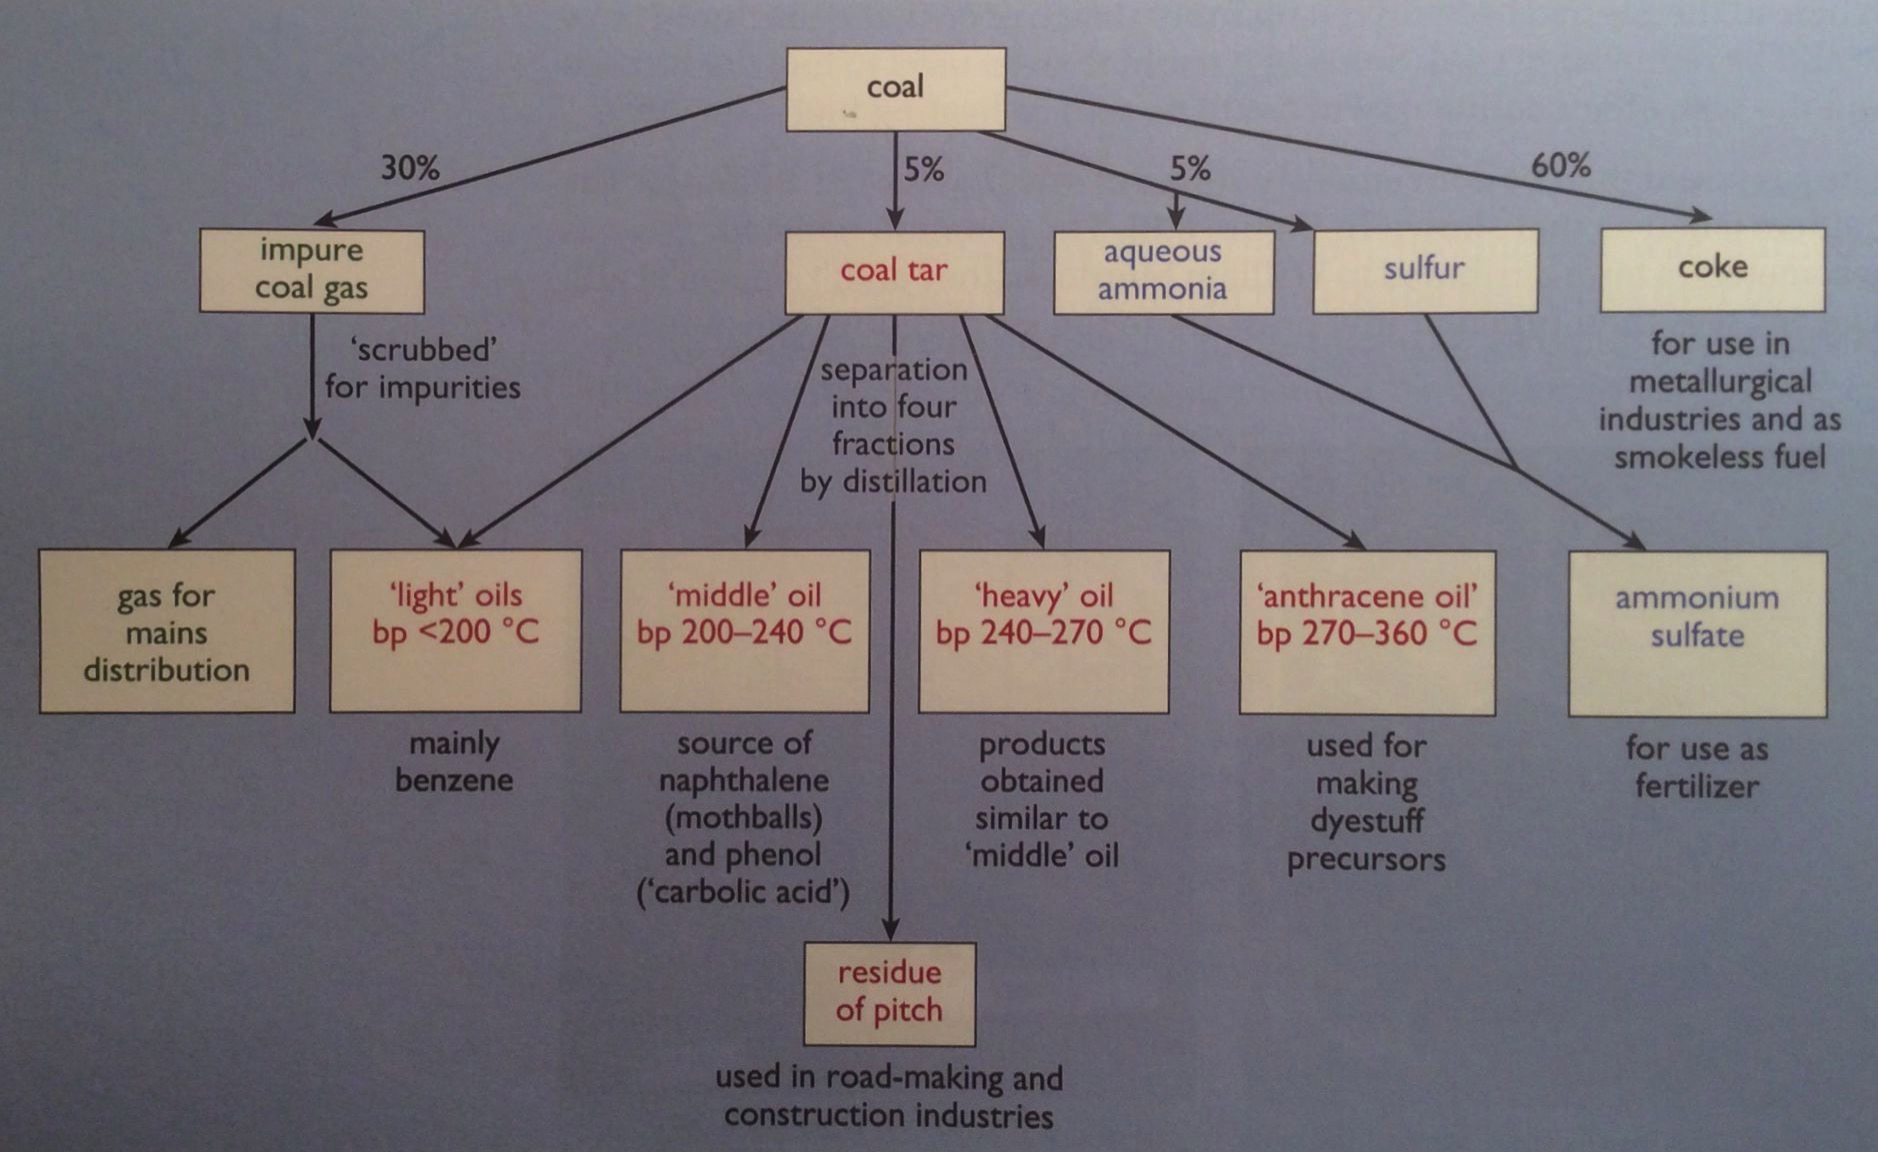 coal
30%
5%
5%
60%
impure
coal gas
coal tar
aqueous
ammonia
sulfur
coke
‘scrubbed’
for impurities
separation
into four
fractions
by distillation
for use in
metallurgical
industries and as
smokeless fuel
gas for
mains
distribution
‘light’ oils
bp <200 °C
‘middle’ oil
bp 200–240 °C
‘heavy’ oil
bp 240–270 °C
‘anthracene oil’
bp 270–360 °C
ammonium
sulfate
mainly
benzene
source of
naphthalene
(mothballs)
and phenol
(‘carbolic acid’)
products
obtained
similar to
‘middle’ oil
used for
making
dyestuff
precursors
for use as
fertilizer
residue
of pitch
used in road-making and
construction industries